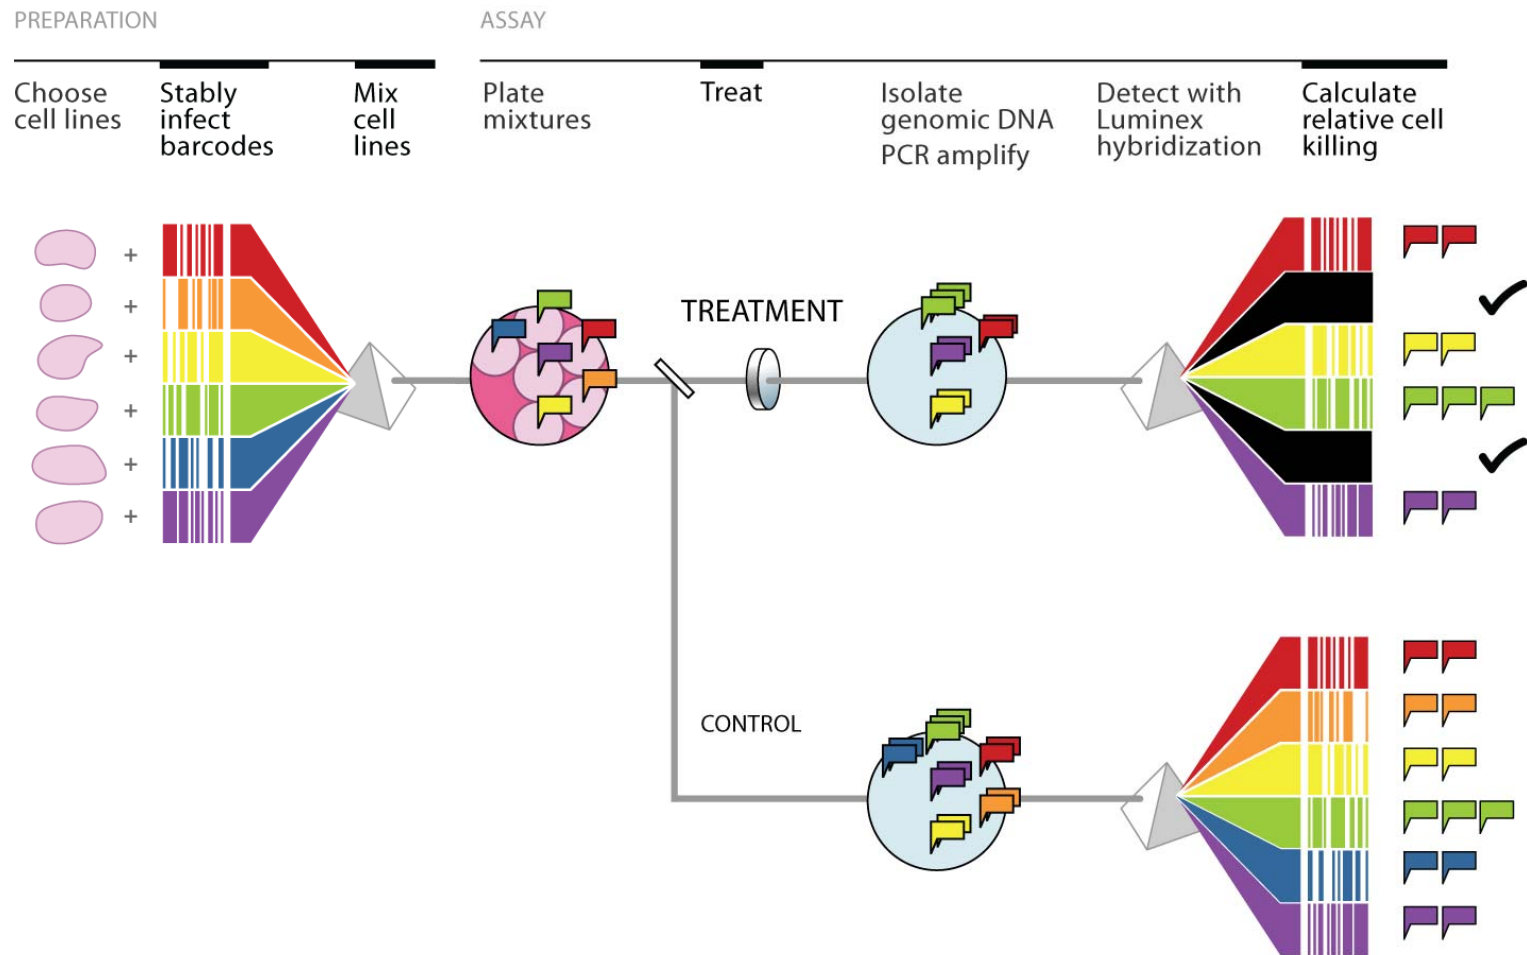 PREPARATION
ASSAY
Choose
cell lines
Stably
infect
barcodes
Mix
cell
lines
Plate
mixtures
Treat
Isolate
genomic DNA
PCR amplify
Detect with
Luminex
hybridization
Calculate
relative cell
killing
+
+
+
+
+
+
TREATMENT
CONTROL